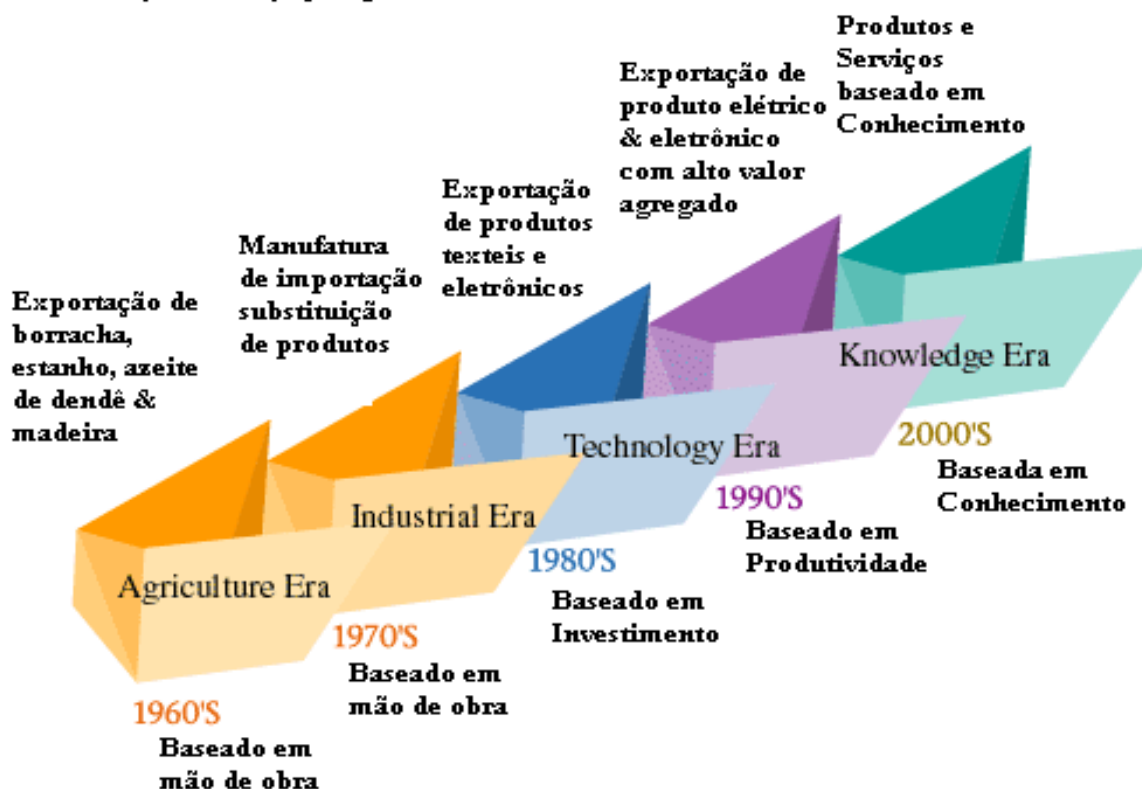 Exportação de
borracha,
estanho, azeite
de dendê &
madeira
Manufatura
de importação
substituição
de produtos
Exportação
de produtos
texteis e
eletrônicos
Exportação de
produto elétrico
& eletrônico
com alto valor
agregado
Produtos e
Serviços
baseado em
Conhecimento
Agriculture Era
Industrial Era
Technology Era
Knowledge Era
1960'S
Baseado em
mão de obra
1970'S
Baseado em
mão de obra
1980'S
Baseado em
Investimento
1990'S
Baseado em
Produtividade
2000'S
Baseada em
Conhecimento